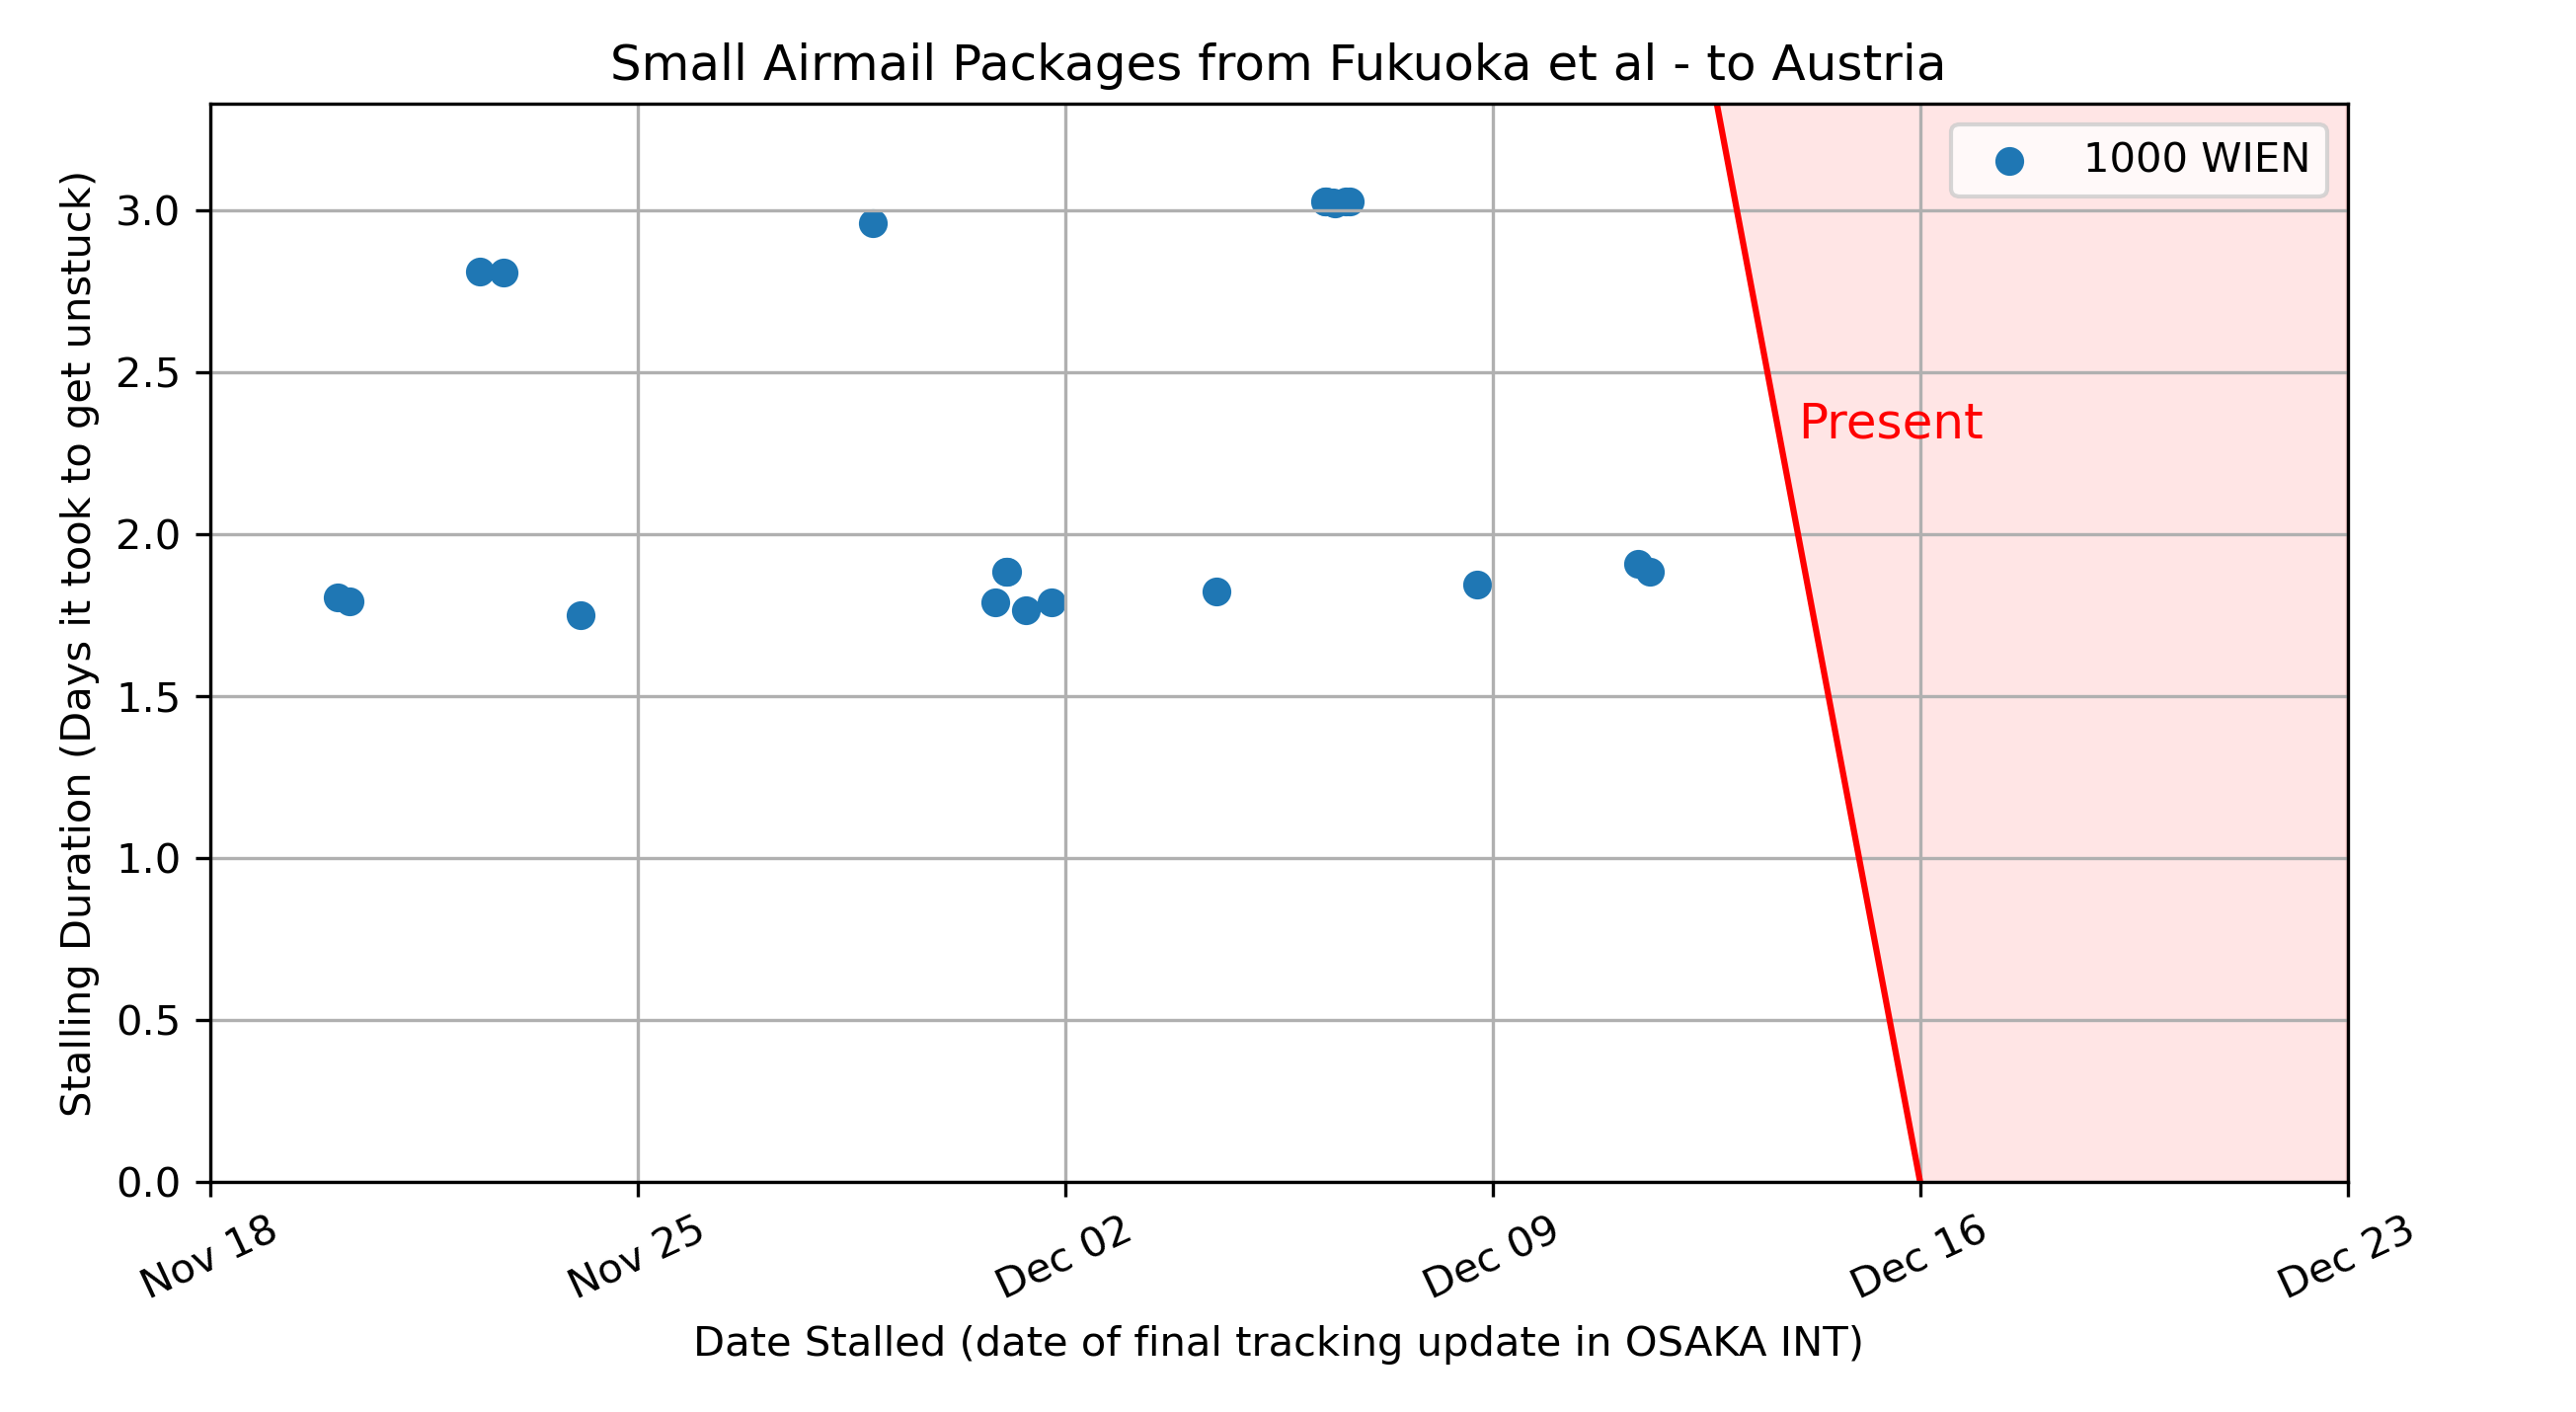 Small Airmail Packages from Fukuoka et al - to Austria
1000 WIEN
Present
Stalling Duration (Days it took to get unstuck)
3.0
2.5
2.0
1.5
1.0
0.5
0.0
Nov 18
Nov 25
Dec 02
Dec 09
Dec 16
Dec 23
Date Stalled (date of final tracking update in OSAKA INT)